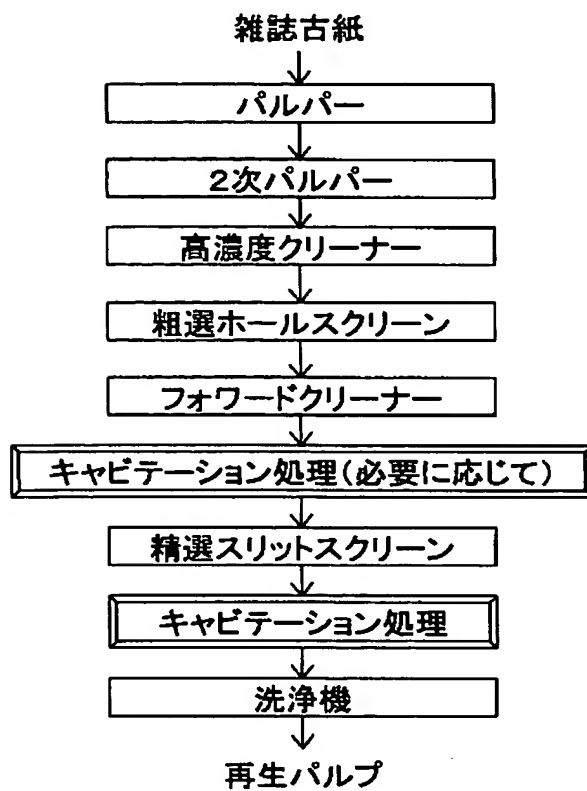 雑誌古紙
パルパー
2次パルパー
高濃度クリーナー
粗選ホールスクリーン
フォワードクリーナー
キャビテーション処理(必要に応じて)
精選スリットスクリーン
キャビテーション処理
洗浄機
再生パルプ